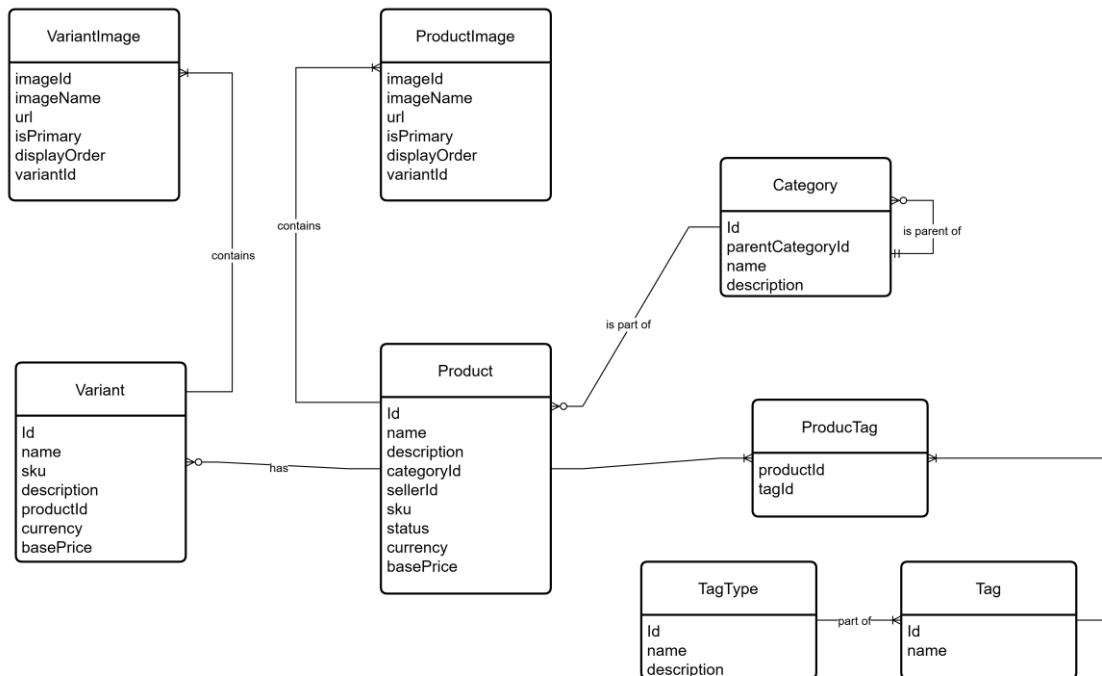 VariantImage
imageId
imageName
url
isPrimary
displayOrder
variantId
ProductImage
imageId
imageName
url
isPrimary
displayOrder
variantId
Category
Id
parentCategoryId
name
description
is parent of
contains
contains
is part of
Variant
Id
name
sku
description
productId
currency
basePrice
has
Product
Id
name
description
categoryId
sellerId
sku
status
currency
basePrice
ProducTag
productId
tagId
TagType
Id
name
description
part of
Tag
Id
name